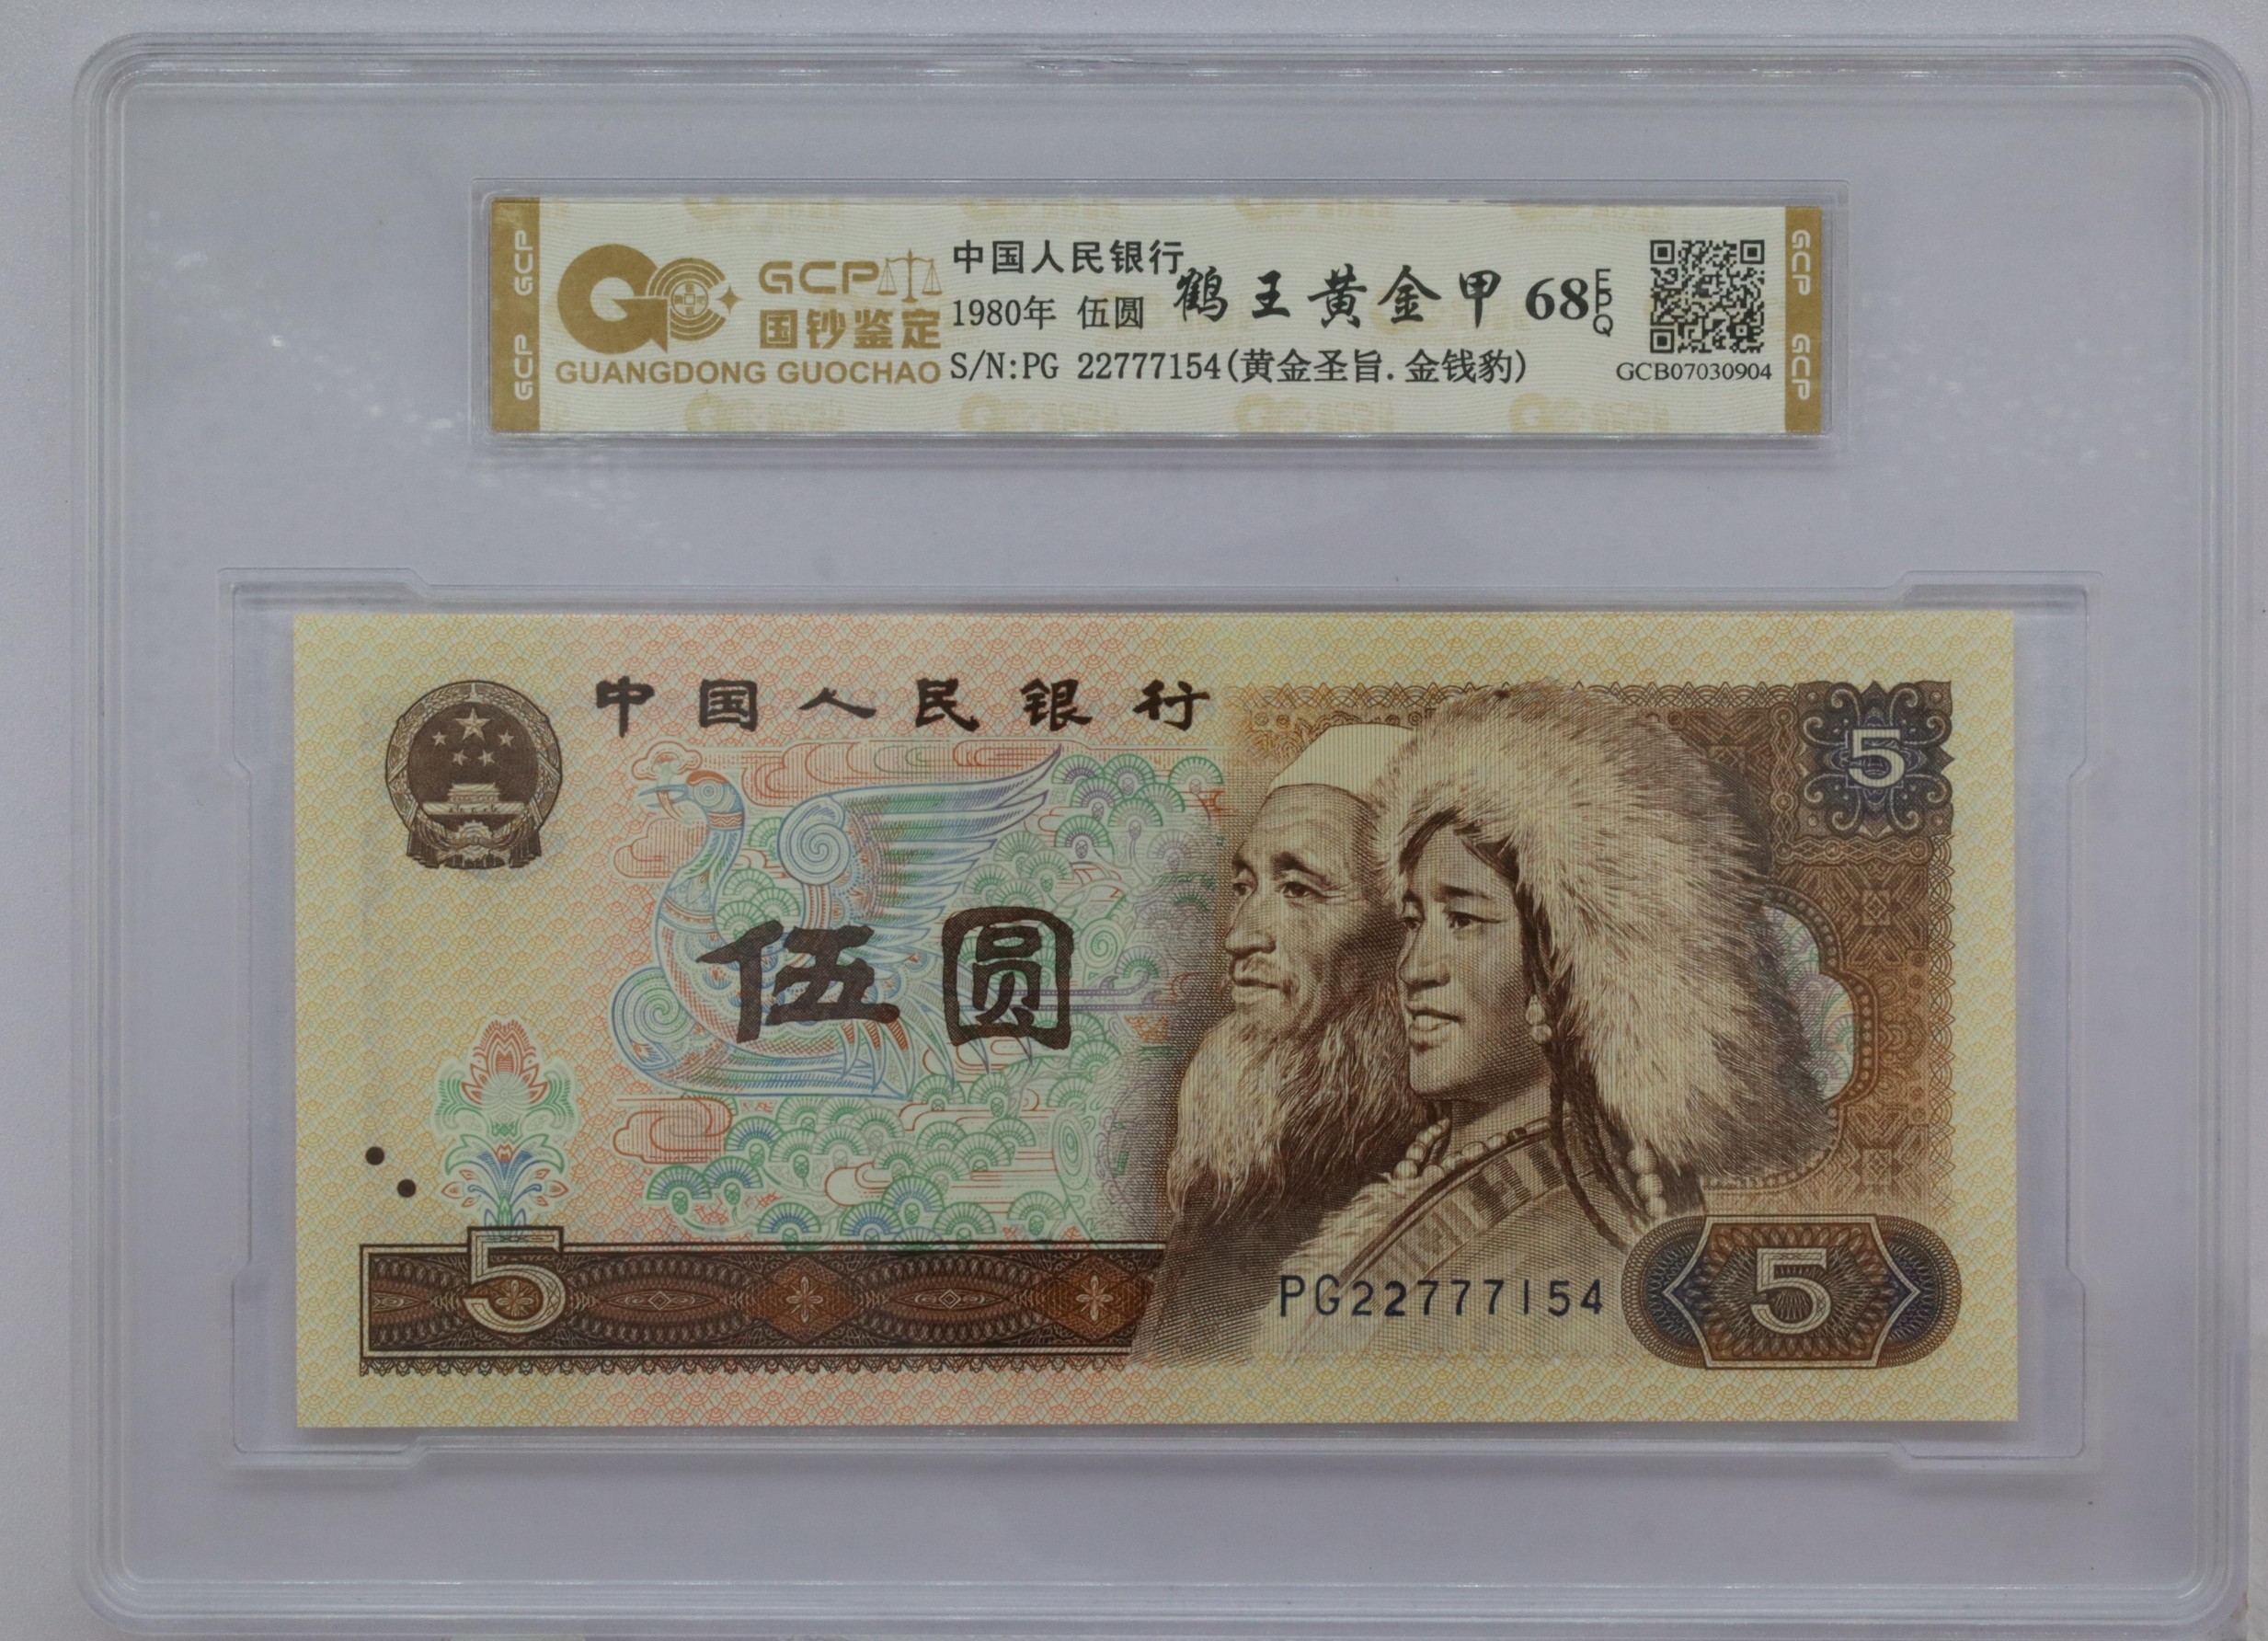 GCP GCP
GCP
国钞鉴定
GUANGDONG GUOCHAO
中国人民银行
1980年 伍圆
鹤王黄金甲 68 EPQ
S/N:PG 22777154(黄金圣旨.金钱豹)
GCB07030904
GCP GCP
中国人民银行
5
伍圆
5
PG22777154
5